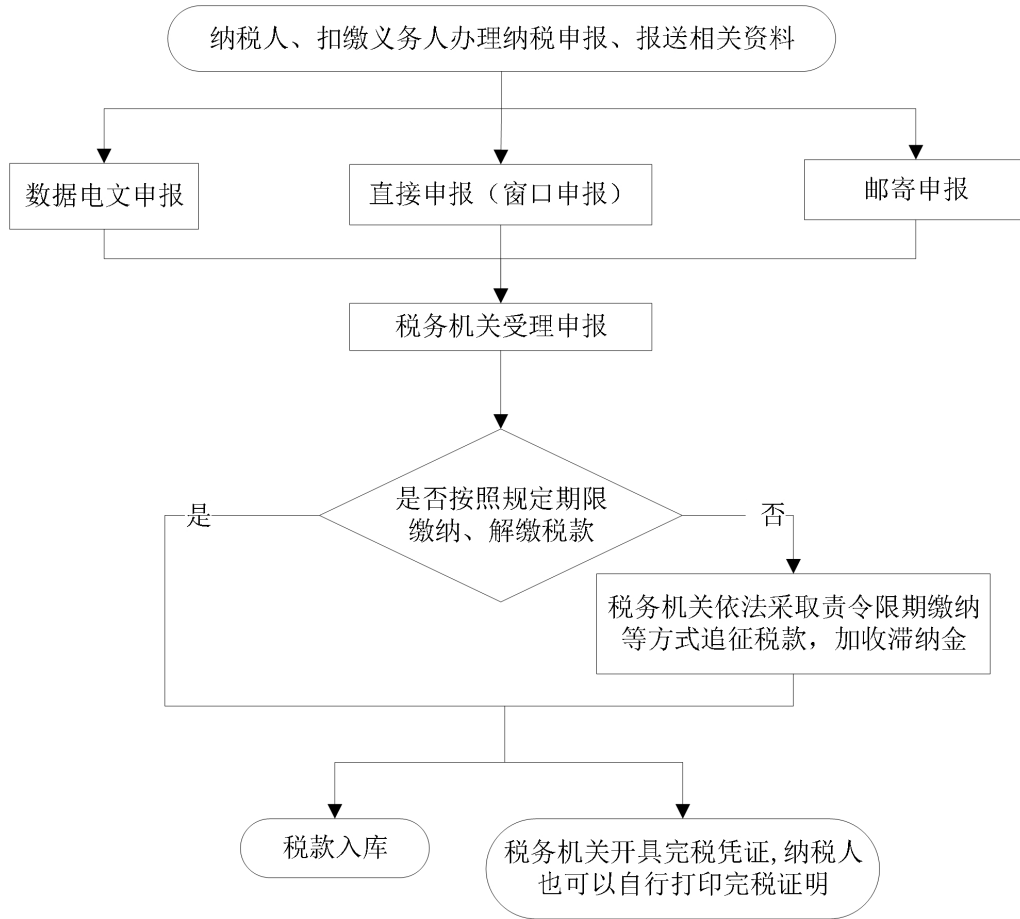 纳税人、扣缴义务人办理纳税申报、报送相关资料
数据电文申报
直接申报（窗口申报）
邮寄申报
税务机关受理申报
是否按照规定期限
缴纳、解缴税款
是
否
税务机关依法采取责令限期缴纳
等方式追征税款，加收滞纳金
税款入库
税务机关开具完税凭证,纳税人
也可以自行打印完税证明